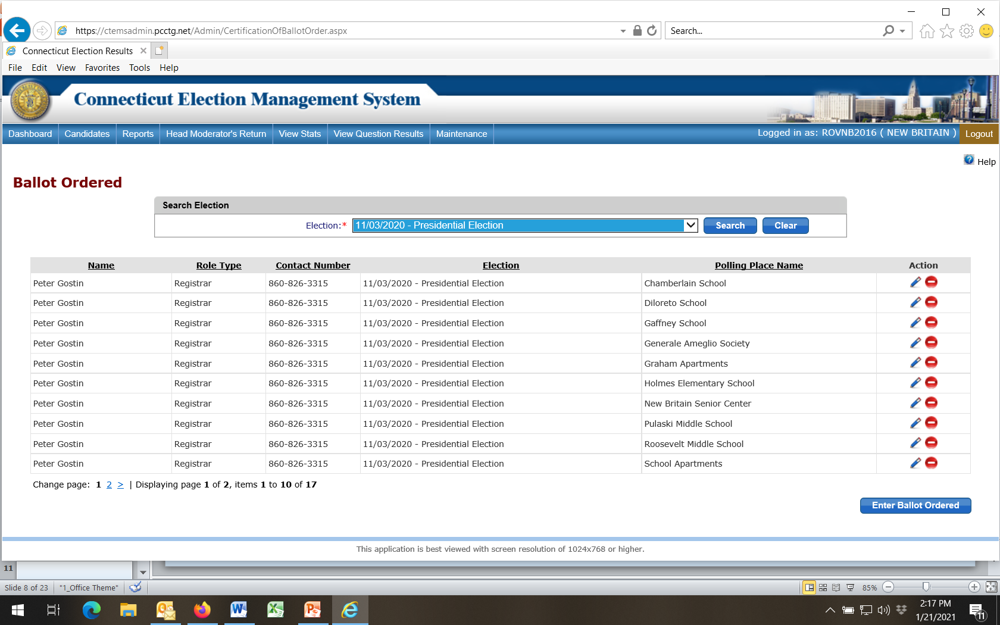 https://ctemsadmin.pcctg.net/Admin/CertificationOfBallotOrder.aspx
Search...
Connecticut Election Results
File Edit View Favorites Tools Help
Connecticut Election Management System
Dashboard Candidates Reports Head Moderator's Return View Stats View Question Results Maintenance Logged in as: ROVNB2016 ( NEW BRITAIN ) Logout
Help
Ballot Ordered
Search Election
Election:* 11/03/2020 - Presidential Election Search Clear
Name Role Type Contact Number Election Polling Place Name Action
Peter Gostin Registrar 860-826-3315 11/03/2020 - Presidential Election Chamberlain School
Peter Gostin Registrar 860-826-3315 11/03/2020 - Presidential Election Diloreto School
Peter Gostin Registrar 860-826-3315 11/03/2020 - Presidential Election Gaffney School
Peter Gostin Registrar 860-826-3315 11/03/2020 - Presidential Election Generale Ameglio Society
Peter Gostin Registrar 860-826-3315 11/03/2020 - Presidential Election Graham Apartments
Peter Gostin Registrar 860-826-3315 11/03/2020 - Presidential Election Holmes Elementary School
Peter Gostin Registrar 860-826-3315 11/03/2020 - Presidential Election New Britain Senior Center
Peter Gostin Registrar 860-826-3315 11/03/2020 - Presidential Election Pulaski Middle School
Peter Gostin Registrar 860-826-3315 11/03/2020 - Presidential Election Roosevelt Middle School
Peter Gostin Registrar 860-826-3315 11/03/2020 - Presidential Election School Apartments
Change page: 1 2 > | Displaying page 1 of 2, items 1 to 10 of 17
Enter Ballot Ordered
This application is best viewed with screen resolution of 1024x768 or higher.
11
Slide 8 of 23 "1_Office Theme" 85%
2:17 PM
1/21/2021
11